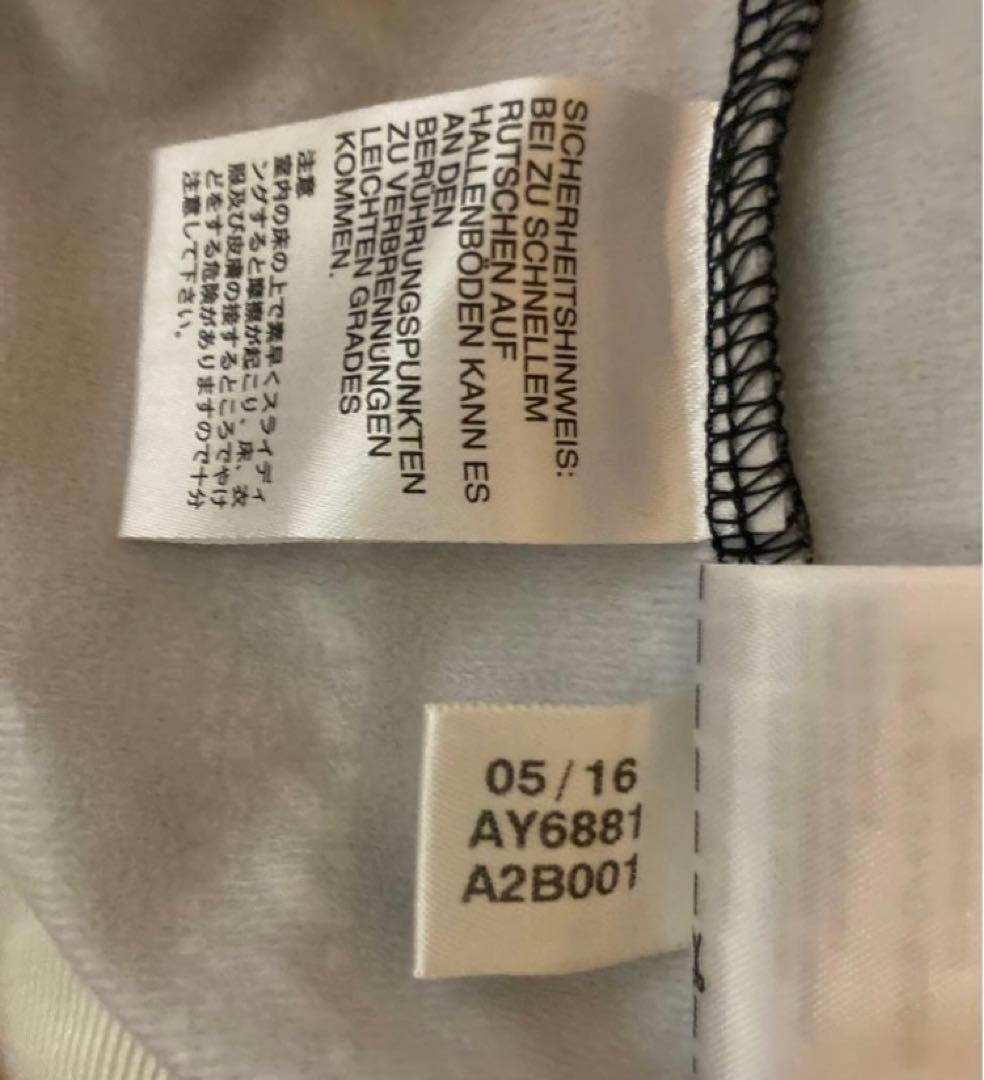 SICHERHEITSHINWEIS:
BEI ZU SCHNELLEM
RUTSCHEN AUF
HALLENBÖDEN KANN ES
AN DEN
BERÜHRUNGSPUNKTEN
ZU VERBRENNUNGEN
LEICHTEN GRADES
KOMMEN.
注意
室内の床の上で素早くスライディ
ングすると摩擦が起こり、床、衣
服及び皮膚の接するところでやけ
どをする危険がありますので十分
注意して下さい。
05/16
AY6881
A2B001